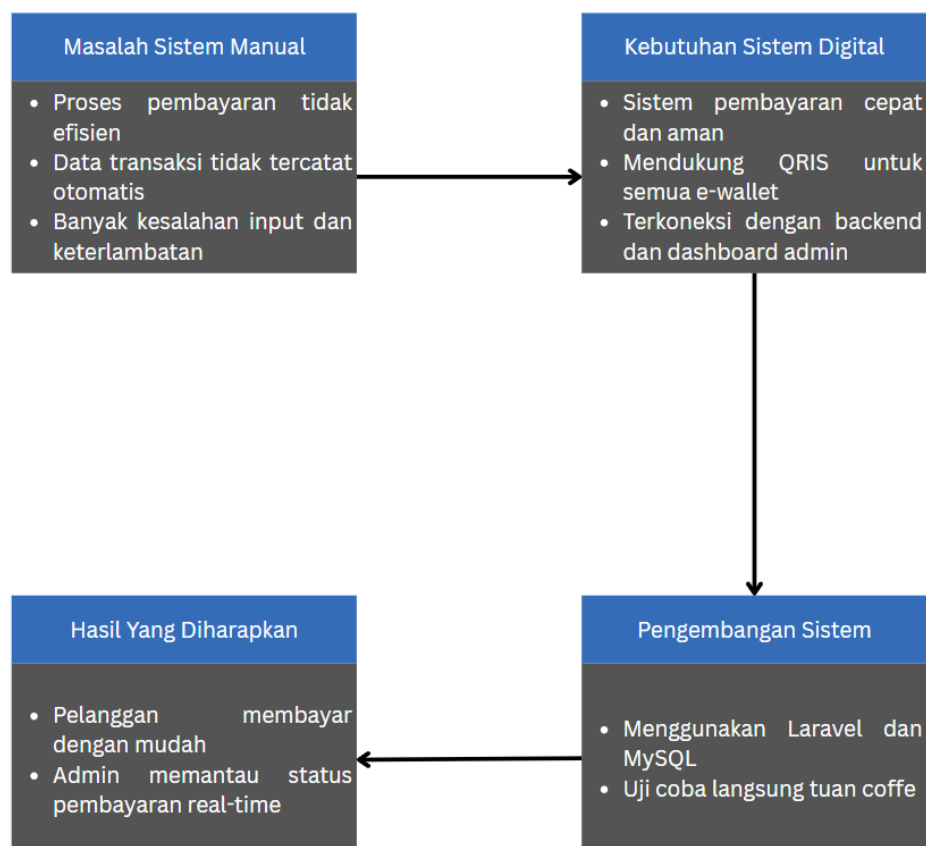 Masalah Sistem Manual
• Proses pembayaran tidak
efisien
• Data transaksi tidak tercatat
otomatis
• Banyak kesalahan input dan
keterlambatan
Kebutuhan Sistem Digital
• Sistem pembayaran cepat
dan aman
• Mendukung QRIS untuk
semua e-wallet
• Terkoneksi dengan backend
dan dashboard admin
Pengembangan Sistem
• Menggunakan Laravel dan
MySQL
• Uji coba langsung tuan coffe
Hasil Yang Diharapkan
• Pelanggan membayar
dengan mudah
• Admin memantau status
pembayaran real-time